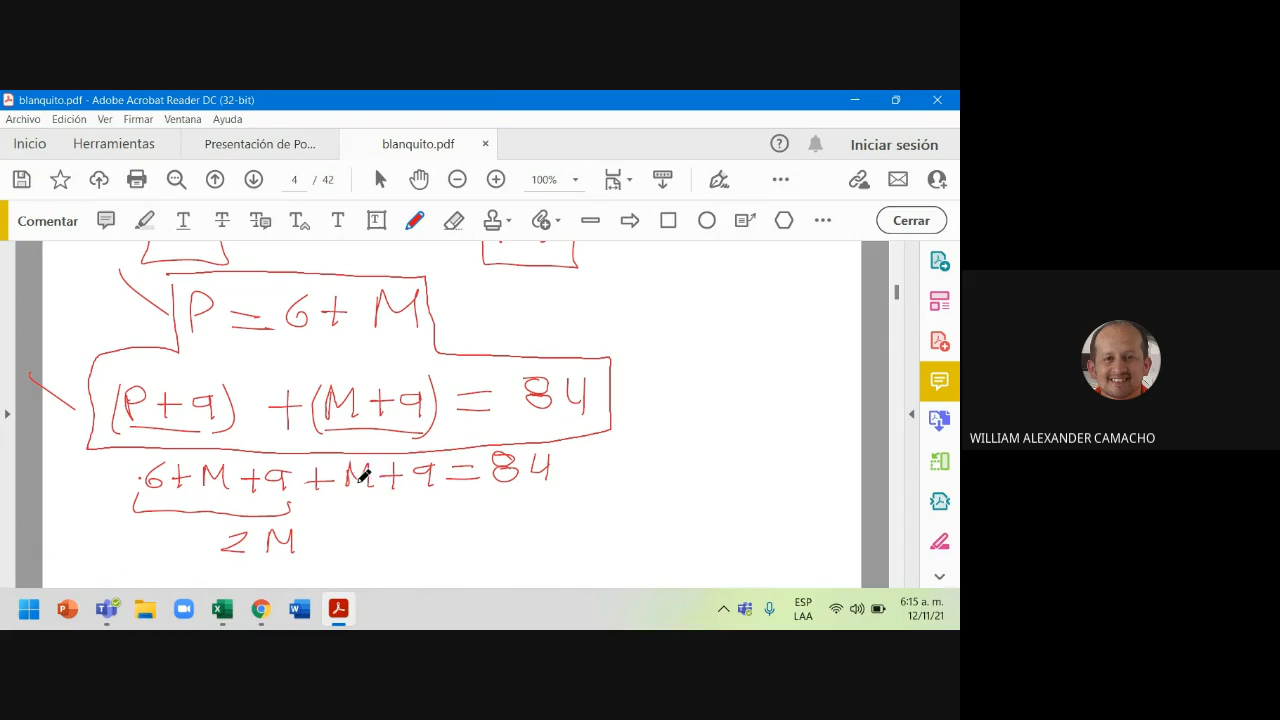 blanquito.pdf - Adobe Acrobat Reader DC (32-bit)
Archivo Edición Ver Firmar Ventana Ayuda
Inicio Herramientas Presentación de Po... blanquito.pdf × Iniciar sesión
4 / 42 100%
Comentar Cerrar
P = 6 + M
(P + 9) + (M + 9) = 84
.6 + M + 9 + M + 9 = 84
2 M
WILLIAM ALEXANDER CAMACHO
ESP
LAA
6:15 a. m.
12/11/21